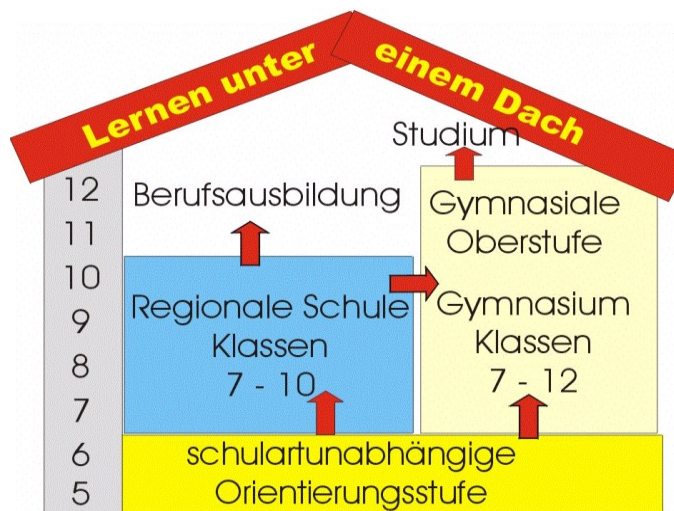 Lernen unter einem Dach
Studium
12
11
10
9
8
7
6
5
Berufsausbildung
Gymnasiale
Oberstufe
Regionale Schule
Klassen
7 - 10
Gymnasium
Klassen
7 - 12
schulartunabhängige
Orientierungsstufe